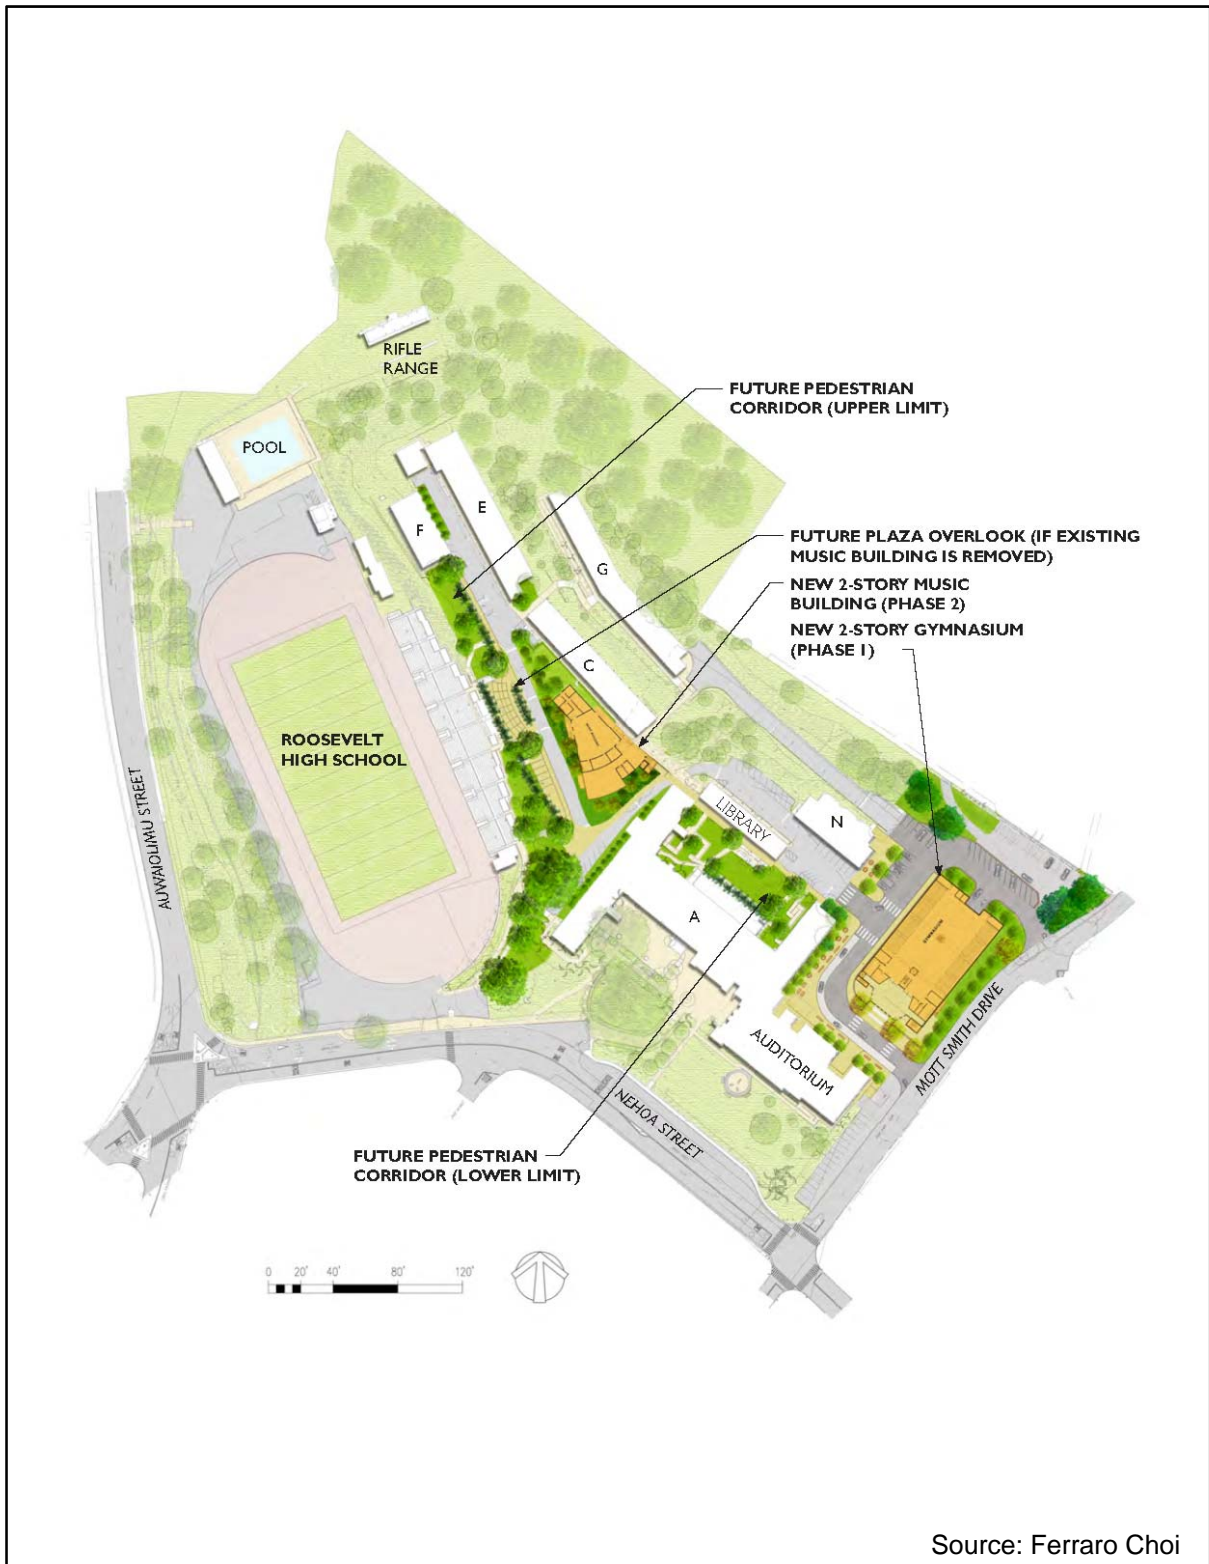 RIFLE
RANGE
FUTURE PEDESTRIAN
CORRIDOR (UPPER LIMIT)
POOL
E
F
FUTURE PLAZA OVERLOOK (IF EXISTING
MUSIC BUILDING IS REMOVED)
G
NEW 2-STORY MUSIC
BUILDING (PHASE 2)
NEW 2-STORY GYMNASIUM
(PHASE 1)
C
ROOSEVELT
HIGH SCHOOL
AUWAIOLIMU STREET
LIBRARY
N
A
GYMNASIUM
MOTT SMITH DRIVE
AUDITORIUM
NEHOA STREET
FUTURE PEDESTRIAN
CORRIDOR (LOWER LIMIT)
0 20' 40' 80' 120'
Source: Ferraro Choi